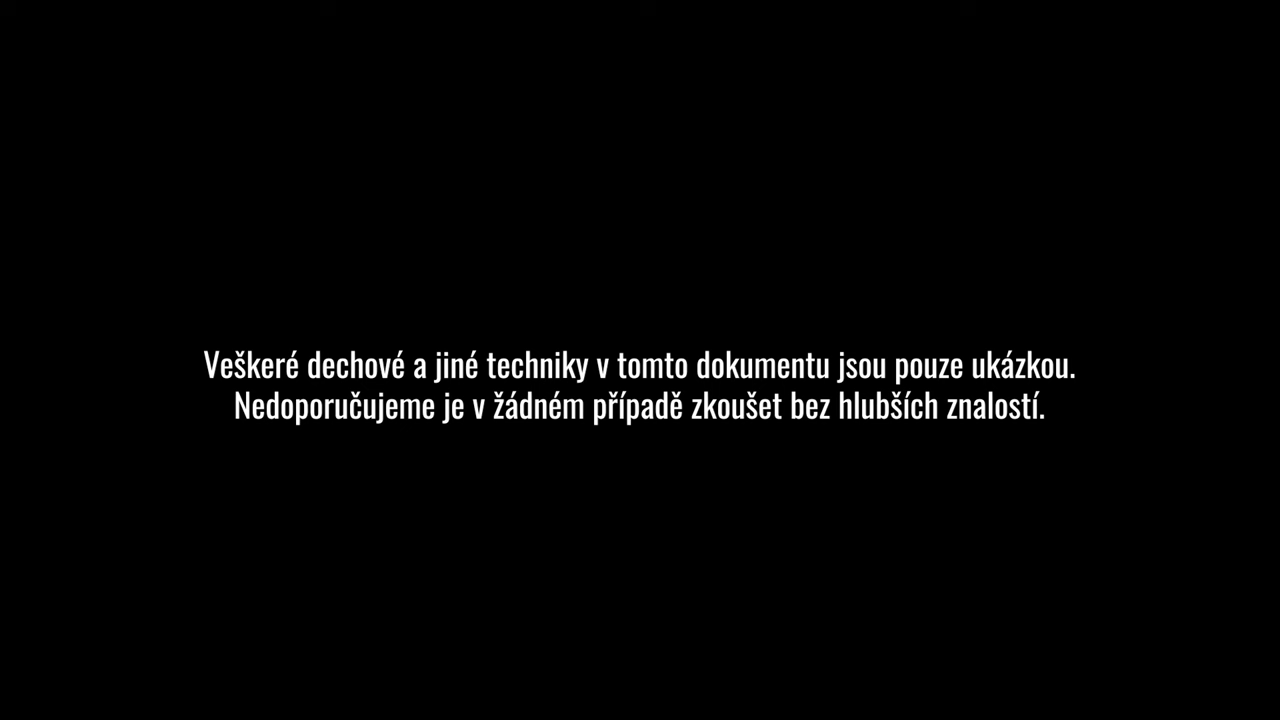 Veškeré dechové a jiné techniky v tomto dokumentu jsou pouze ukázkou.
Nedoporučujeme je v žádném případě zkoušet bez hlubších znalostí.